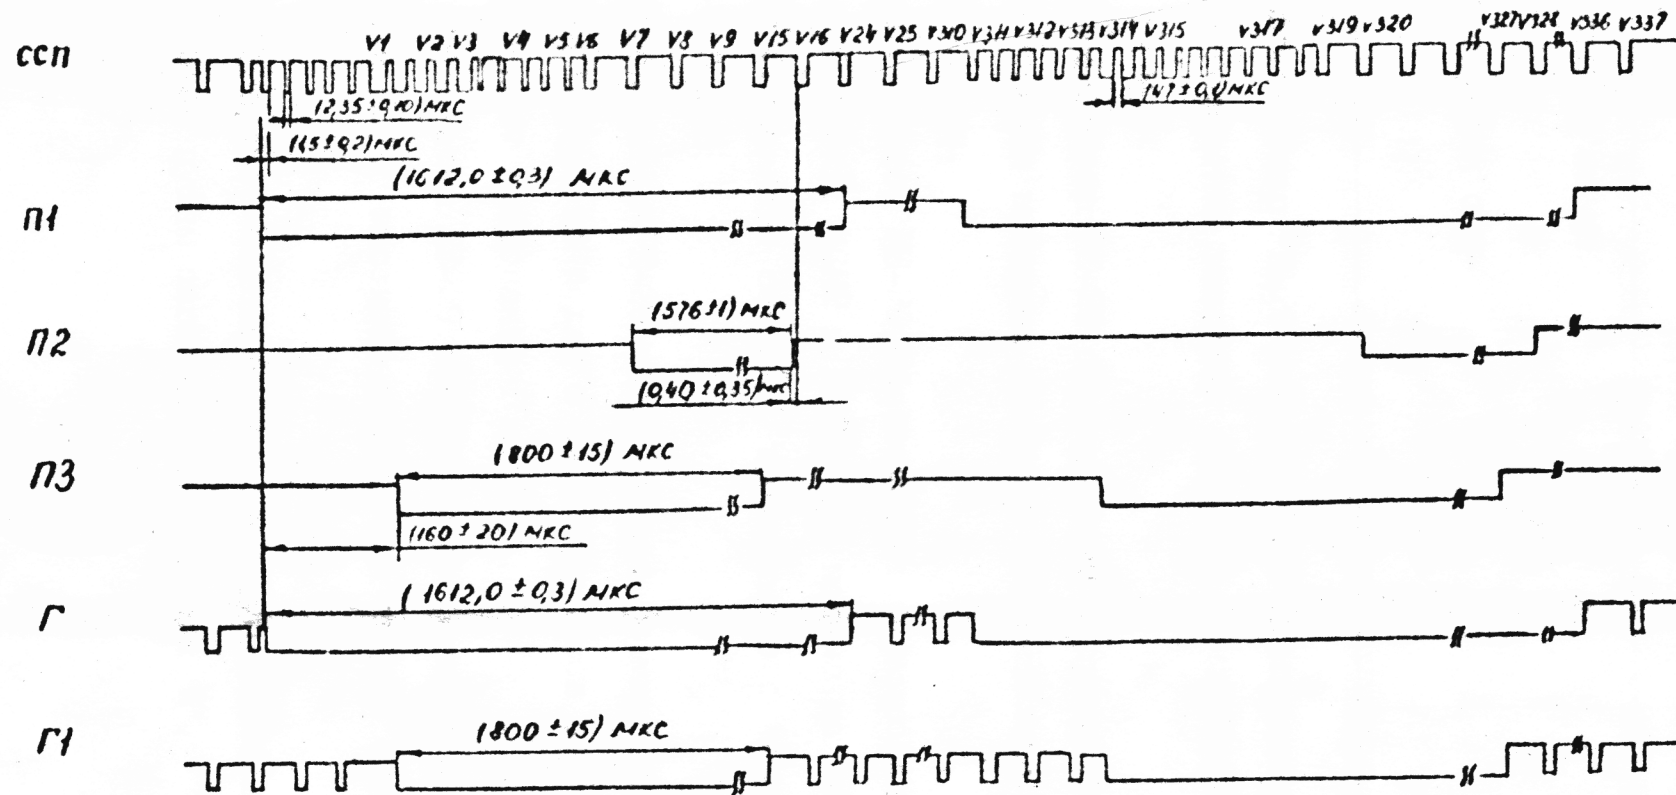 V1 V2 V3 V4 V5 V6 V7 V8 V9 V15 V16 V24 V25 V310 V311 V312 V313 V314 V315 V317 V319 V320 V327 V328 V336 V337
ССП
(2,35±0,10) МКС
(4,7±0,1) МКС
(1,5±0,2) МКС
(1612,0±0,3) МКС
П1
(576±1) МКС
П2
(0,40±0,35) МКС
(800±15) МКС
П3
(160±20) МКС
(1612,0±0,3) МКС
Г
(800±15) МКС
Г1